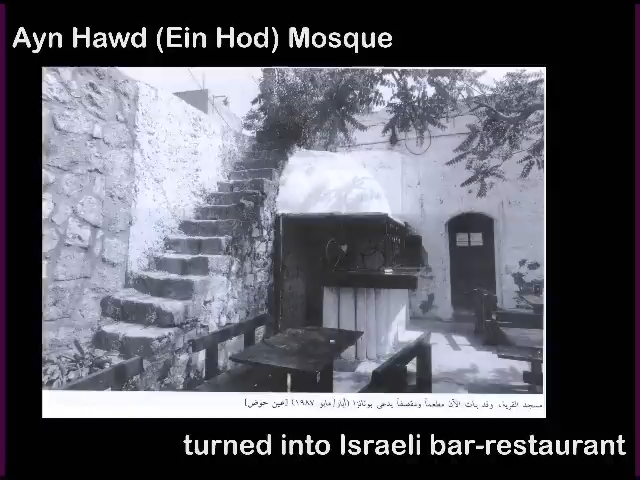 Ayn Hawd (Ein Hod) Mosque
مسجد القرية، وقد بات الآن مطعماً ومقصفاً يدعى بونانزا (أيار/مايو ١٩٨٧) [عين حوض]
turned into Israeli bar-restaurant